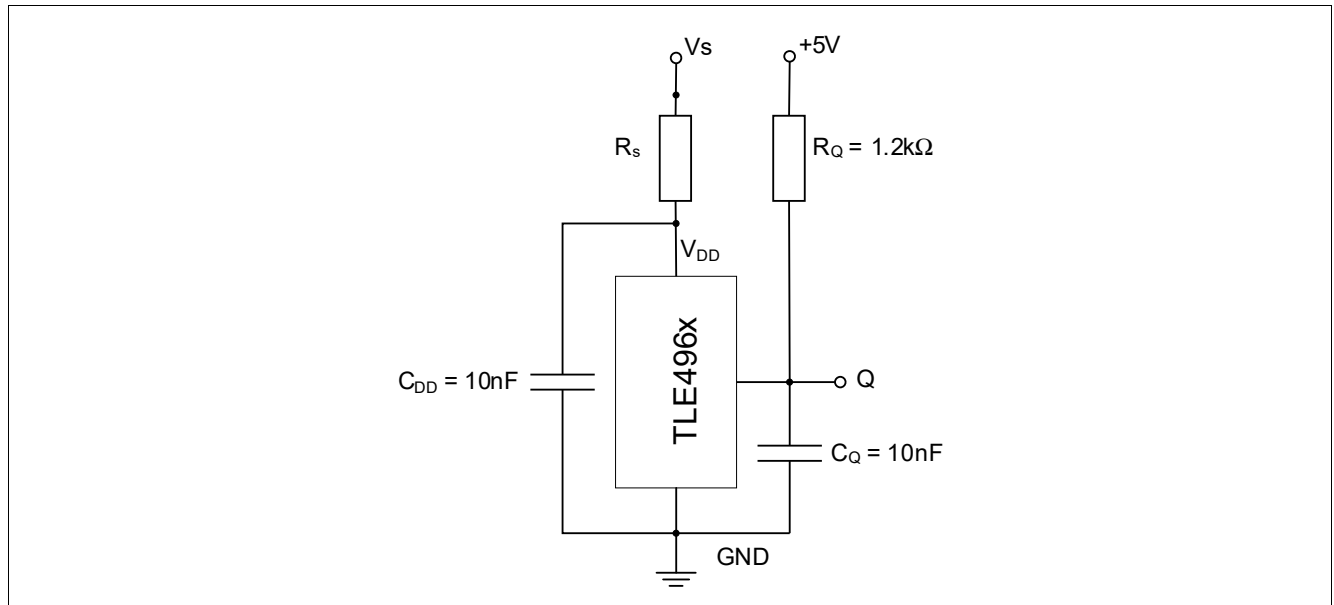 Vs
+5V
Rs
RQ = 1.2kΩ
VDD
TLE496x
CDD = 10nF
Q
CQ = 10nF
GND